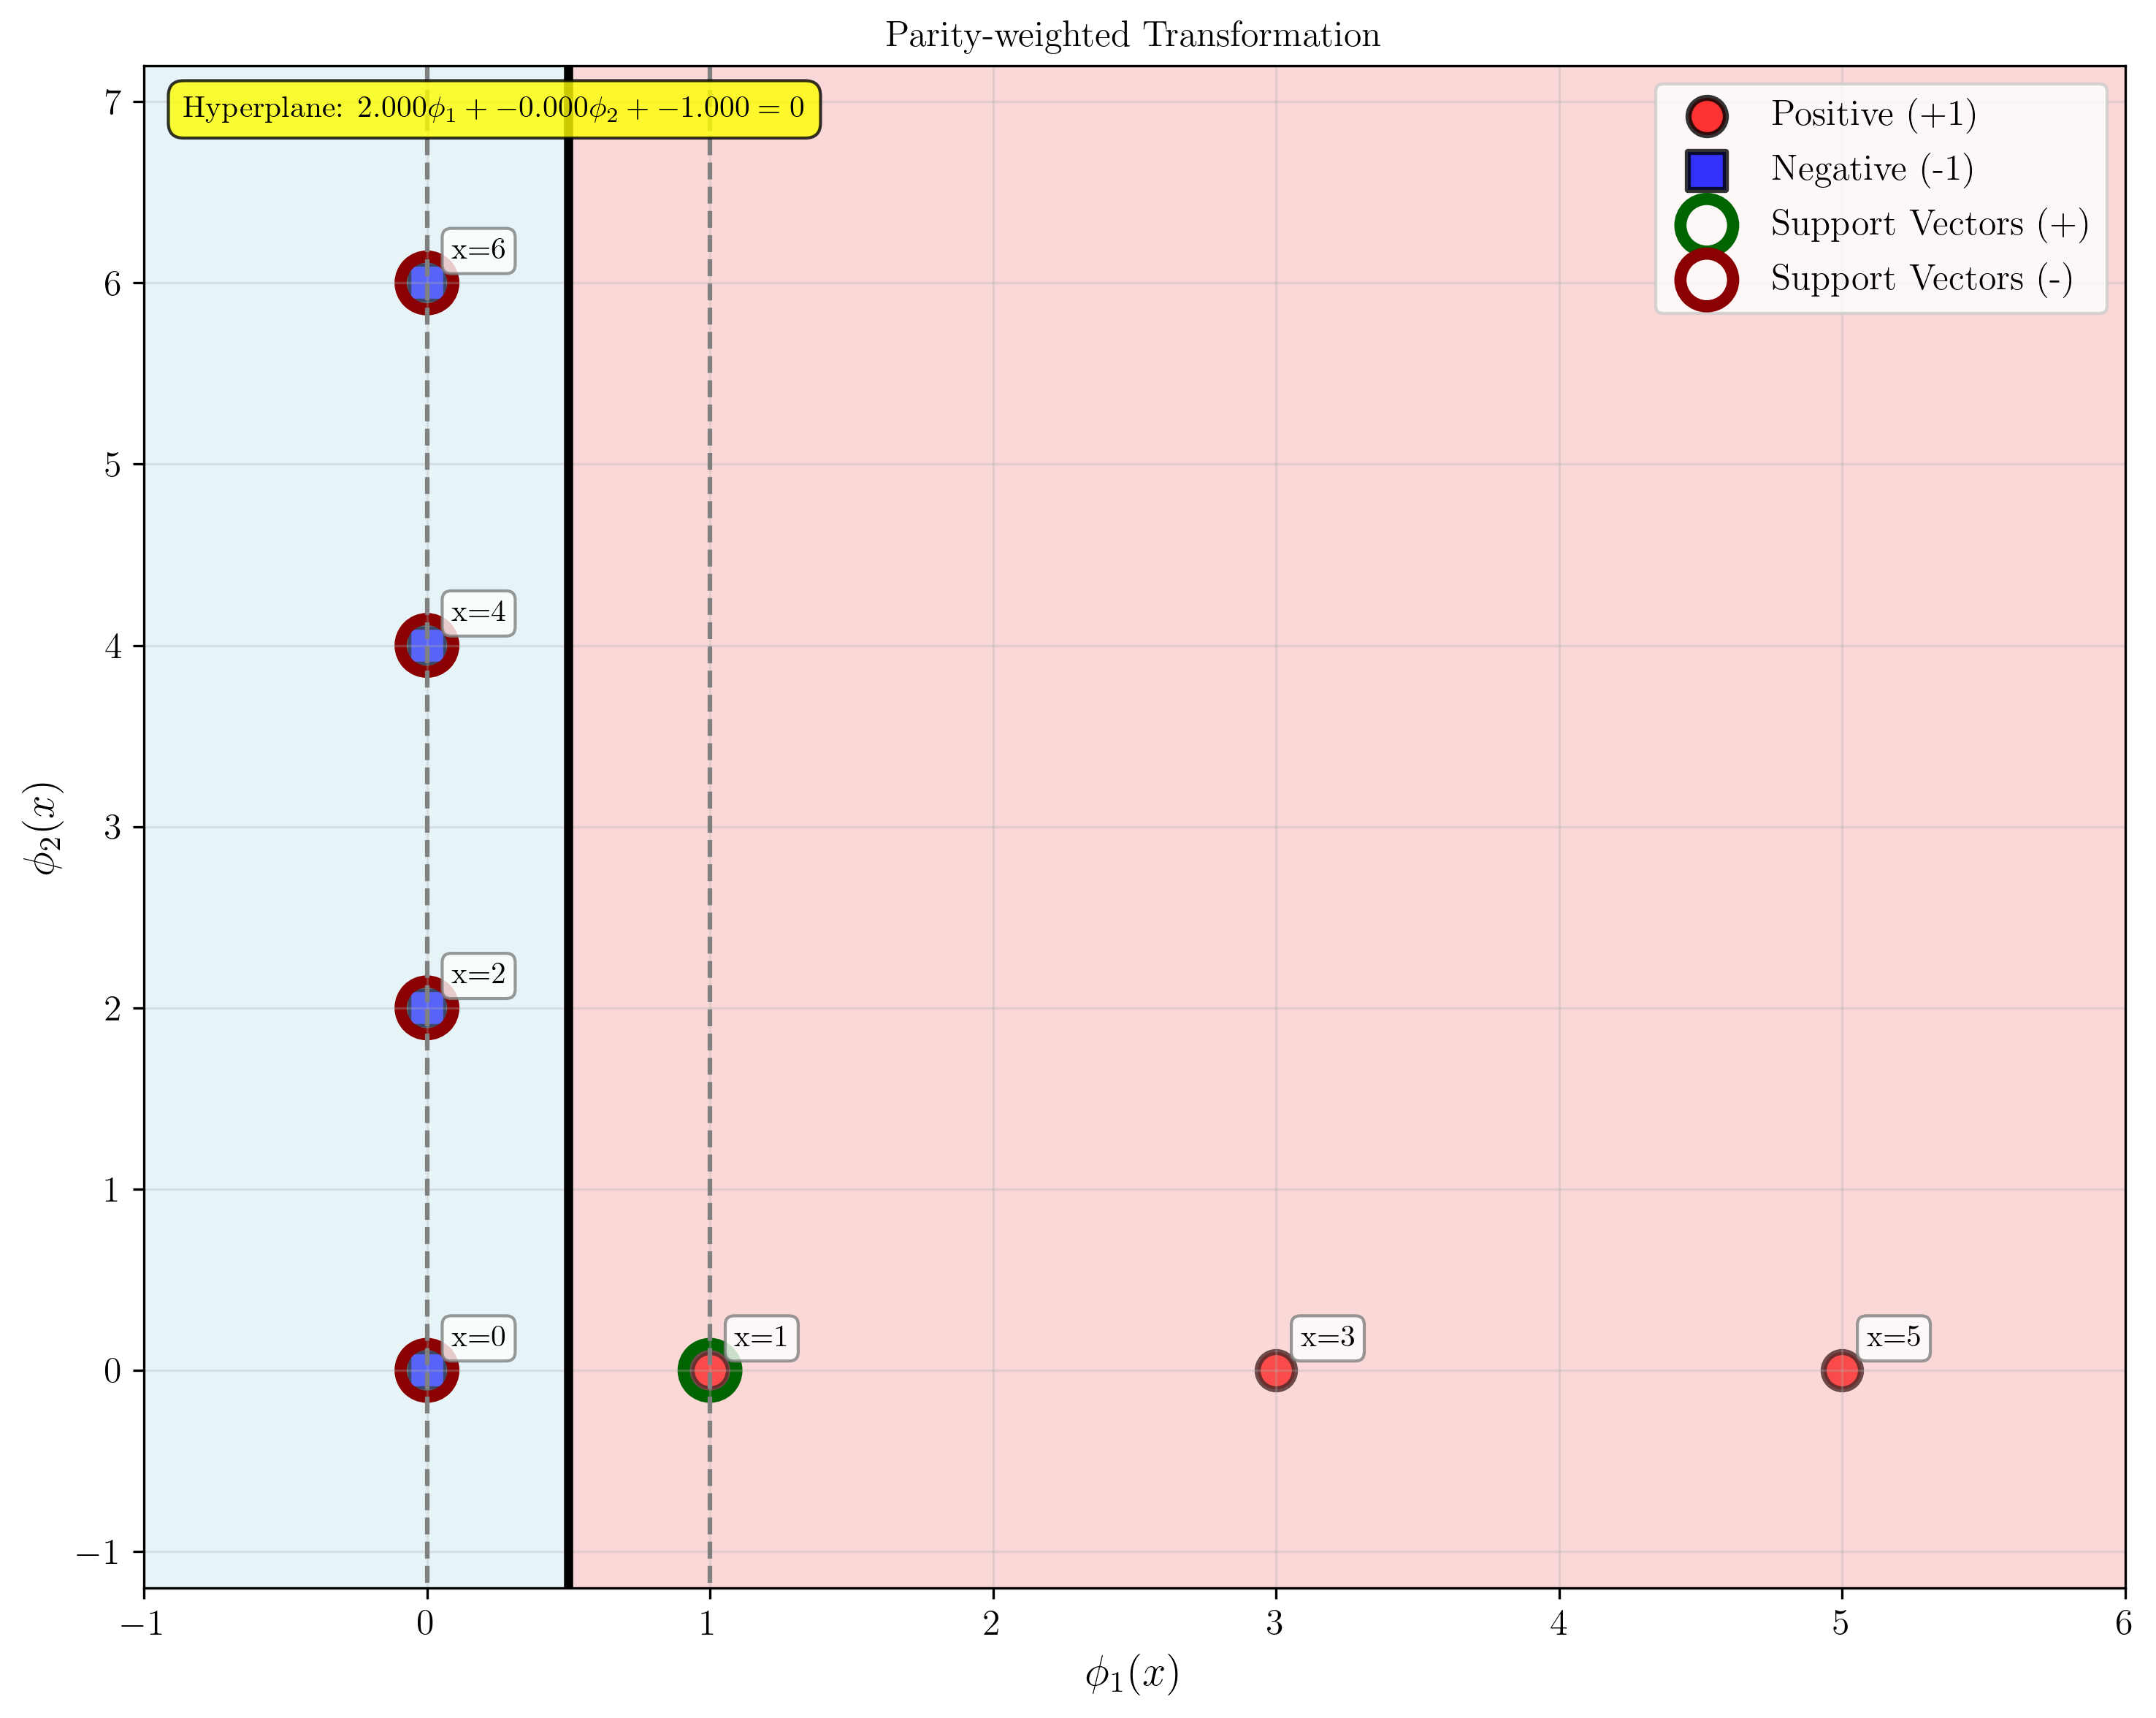 Parity-weighted Transformation
Hyperplane: 2.000ϕ₁ + −0.000ϕ₂ + −1.000 = 0
Positive (+1)
Negative (-1)
Support Vectors (+)
Support Vectors (-)
7
6
5
4
3
2
1
0
−1
ϕ₂(x)
x=6
x=4
x=2
x=0
x=1
x=3
x=5
−1
0
1
2
3
4
5
6
ϕ₁(x)